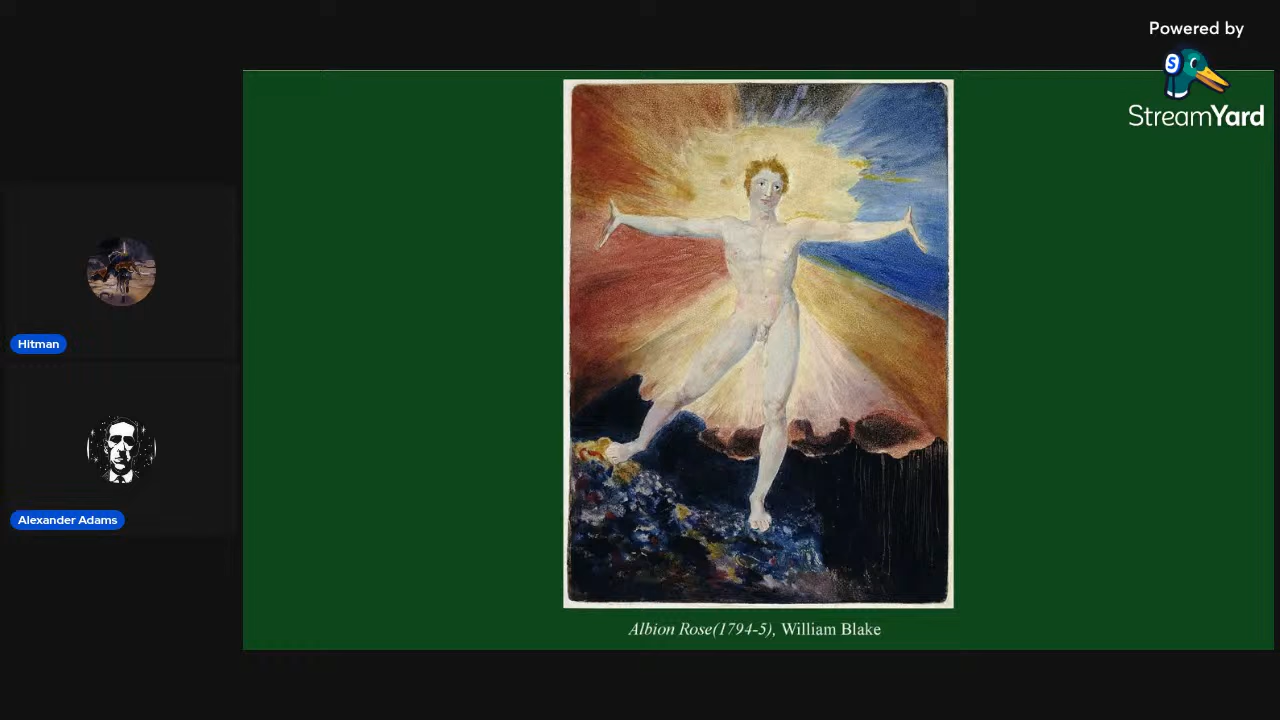 Powered by
S
StreamYard
Hitman
Alexander Adams
Albion Rose(1794-5), William Blake